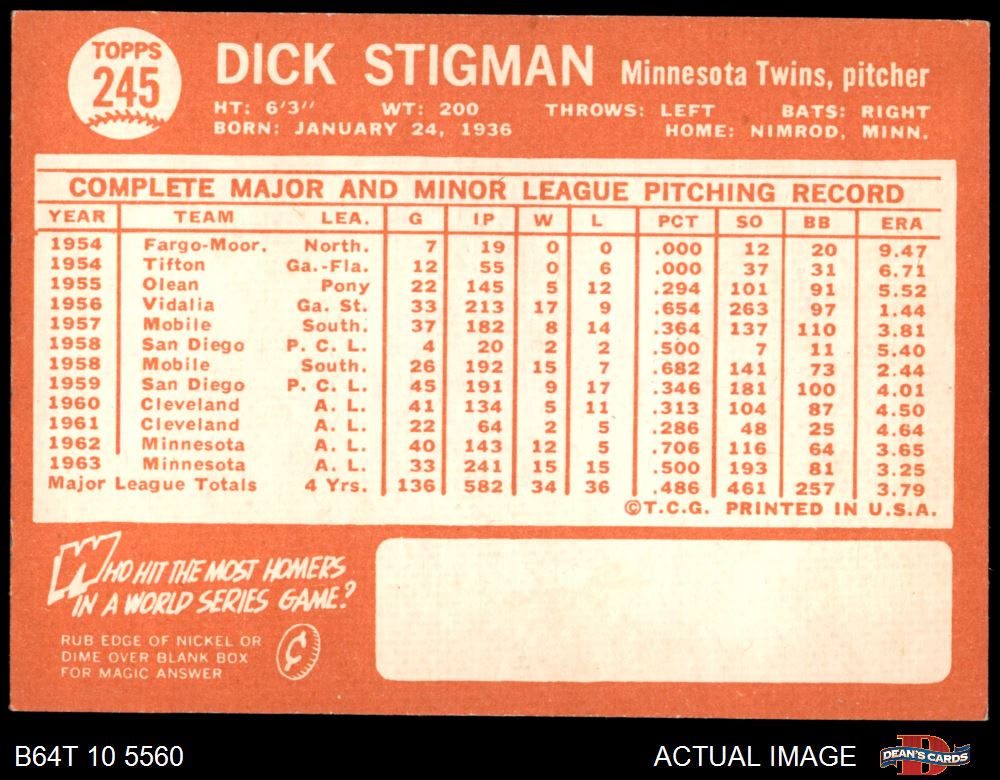 TOPPS
245
DICK STIGMAN Minnesota Twins, pitcher
HT: 6'3" WT: 200 THROWS: LEFT BATS: RIGHT
BORN: JANUARY 24, 1936 HOME: NIMROD, MINN.
COMPLETE MAJOR AND MINOR LEAGUE PITCHING RECORD
YEAR TEAM LEA. G IP W L PCT SO BB ERA
1954 Fargo-Moor. North. 7 19 0 0 .000 12 20 9.47
1954 Tifton Ga.-Fla. 12 55 0 6 .000 37 31 6.71
1955 Olean Pony 22 145 5 12 .294 101 91 5.52
1956 Vidalia Ga. St. 33 213 17 9 .654 263 97 1.44
1957 Mobile South. 37 182 8 14 .364 137 110 3.81
1958 San Diego P. C. L. 4 20 2 2 .500 7 11 5.40
1958 Mobile South. 26 192 15 7 .682 141 73 2.44
1959 San Diego P. C. L. 45 191 9 17 .346 181 100 4.01
1960 Cleveland A. L. 41 134 5 11 .313 104 87 4.50
1961 Cleveland A. L. 22 64 2 5 .286 48 25 4.64
1962 Minnesota A. L. 40 143 12 5 .706 116 64 3.65
1963 Minnesota A. L. 33 241 15 15 .500 193 81 3.25
Major League Totals 4 Yrs. 136 582 34 36 .486 461 257 3.79
©T.C.G. PRINTED IN U.S.A.
WHO HIT THE MOST HOMERS
IN A WORLD SERIES GAME?
RUB EDGE OF NICKEL OR
DIME OVER BLANK BOX
FOR MAGIC ANSWER
¢
B64T 10 5560 ACTUAL IMAGE DEAN'S CARDS